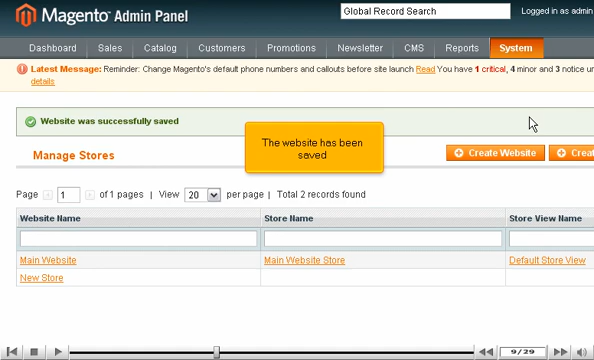 Magento Admin Panel
Global Record Search
Logged in as admin
Dashboard Sales Catalog Customers Promotions Newsletter CMS Reports System
Latest Message: Reminder: Change Magento's default phone numbers and callouts before site launch Read You have 1 critical, 4 minor and 3 notice un
details
Website was successfully saved
The website has been
saved
Manage Stores
Create Website
Creat
Page 1 of 1 pages | View 20 per page | Total 2 records found
Website Name Store Name Store View Name
Main Website Main Website Store Default Store View
New Store
9/29